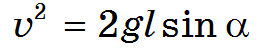 v² = 2gl sin α